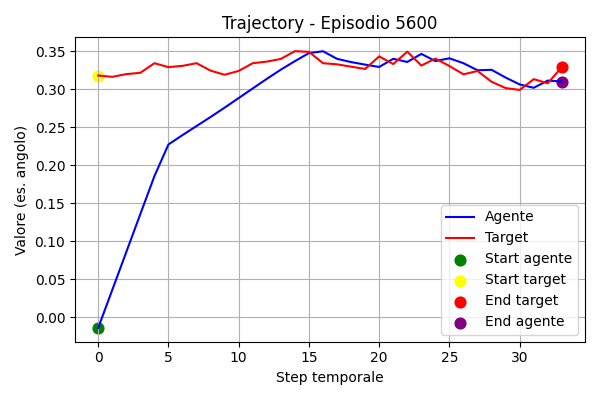 Trajectory - Episodio 5600
Valore (es. angolo)
0.35
0.30
0.25
0.20
0.15
0.10
0.05
0.00
0 5 10 15 20 25 30
Step temporale
Agente
Target
Start agente
Start target
End target
End agente